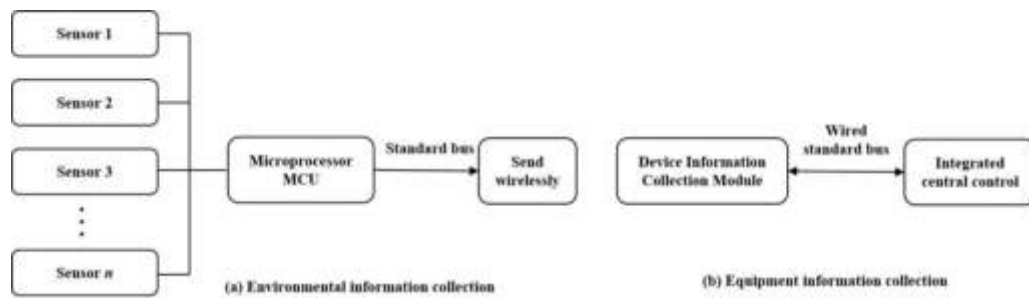 Sensor 1
Sensor 2
Sensor 3
Sensor n
Microprocessor
MCU
Standard bus
Send
wirelessly
(a) Environmental information collection
Device Information
Collection Module
Wired
standard bus
Integrated
central control
(b) Equipment information collection